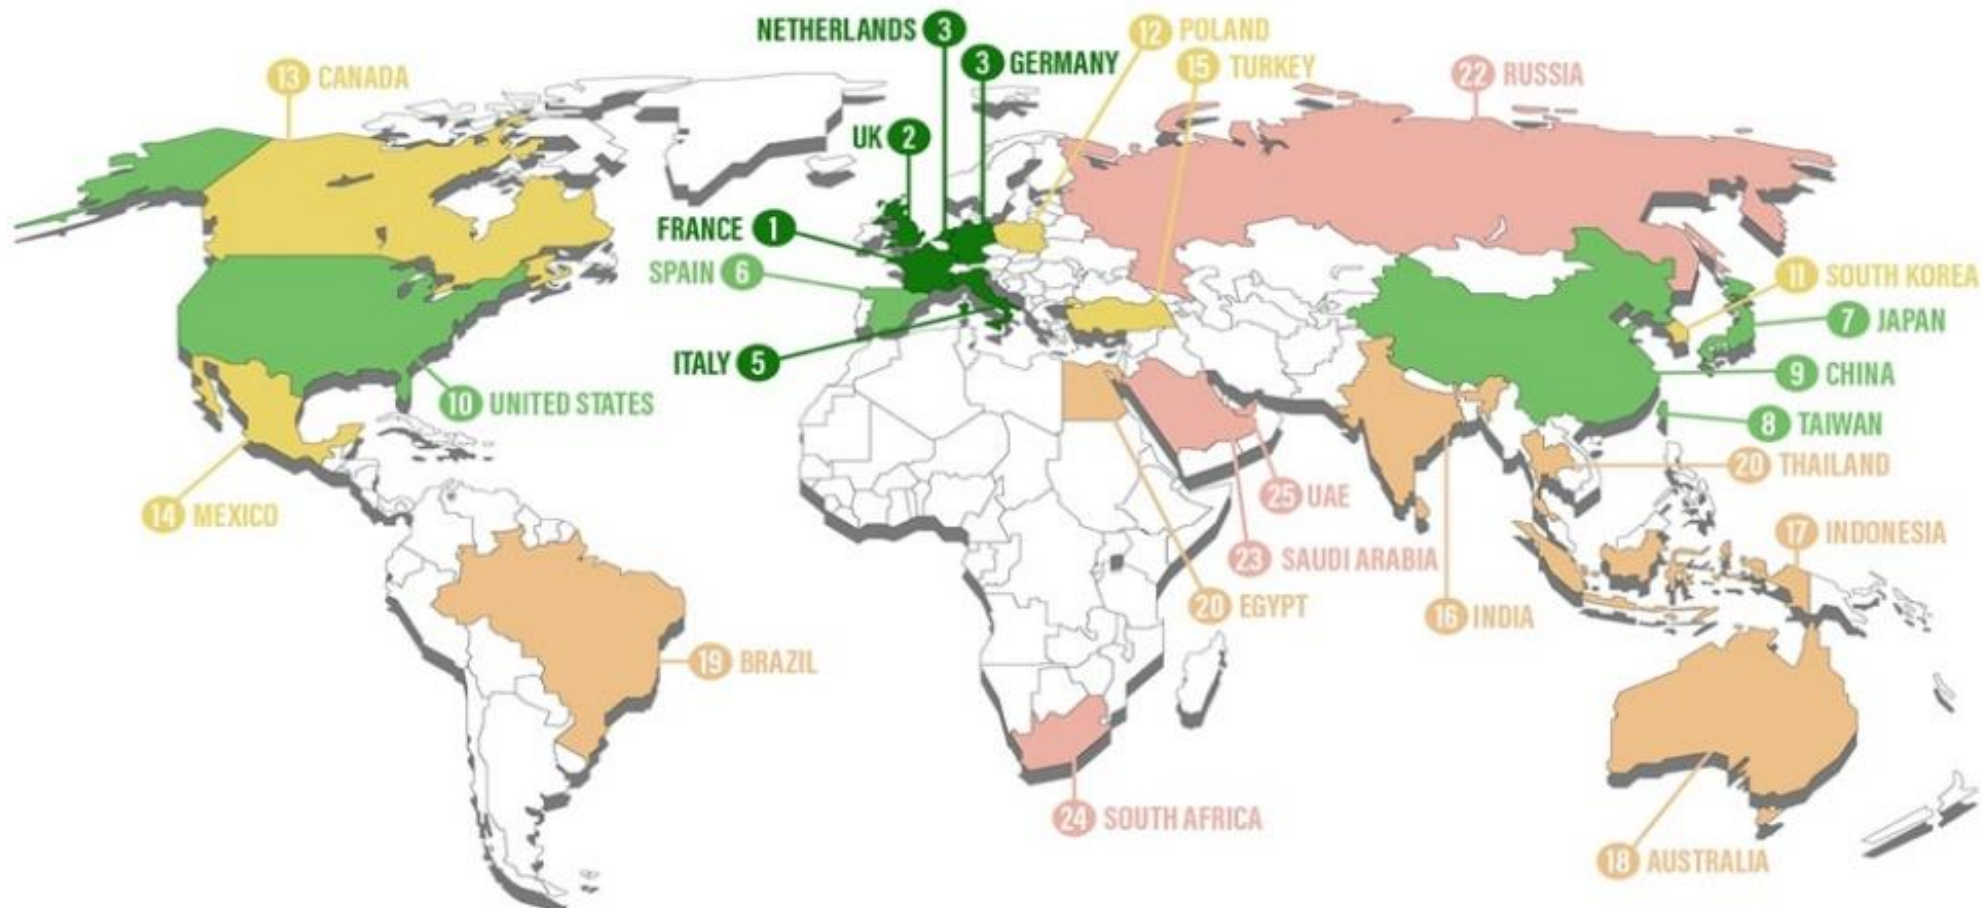 NETHERLANDS 3
12 POLAND
3 GERMANY
15 TURKEY
13 CANADA
22 RUSSIA
UK 2
FRANCE 1
SPAIN 6
11 SOUTH KOREA
7 JAPAN
ITALY 5
9 CHINA
10 UNITED STATES
8 TAIWAN
20 THAILAND
25 UAE
14 MEXICO
17 INDONESIA
23 SAUDI ARABIA
20 EGYPT
16 INDIA
19 BRAZIL
24 SOUTH AFRICA
18 AUSTRALIA